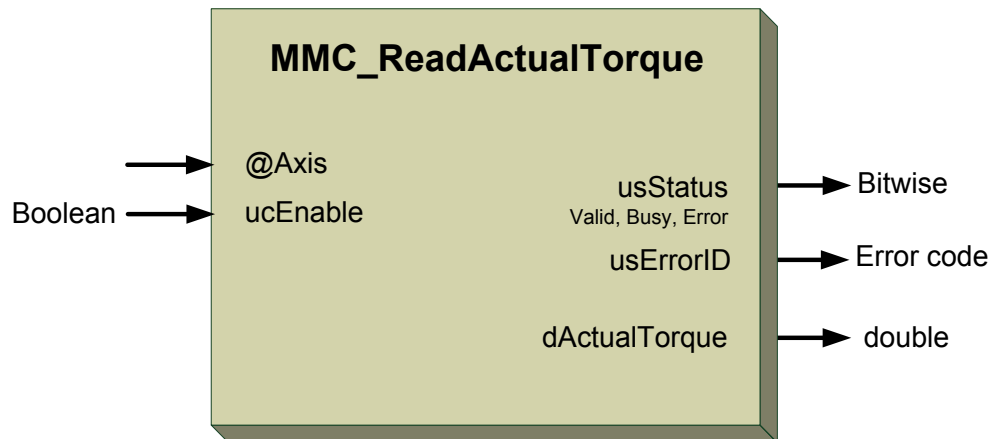 MMC_ReadActualTorque
@Axis
Boolean
ucEnable
usStatus
Bitwise
Valid, Busy, Error
usErrorID
Error code
dActualTorque
double